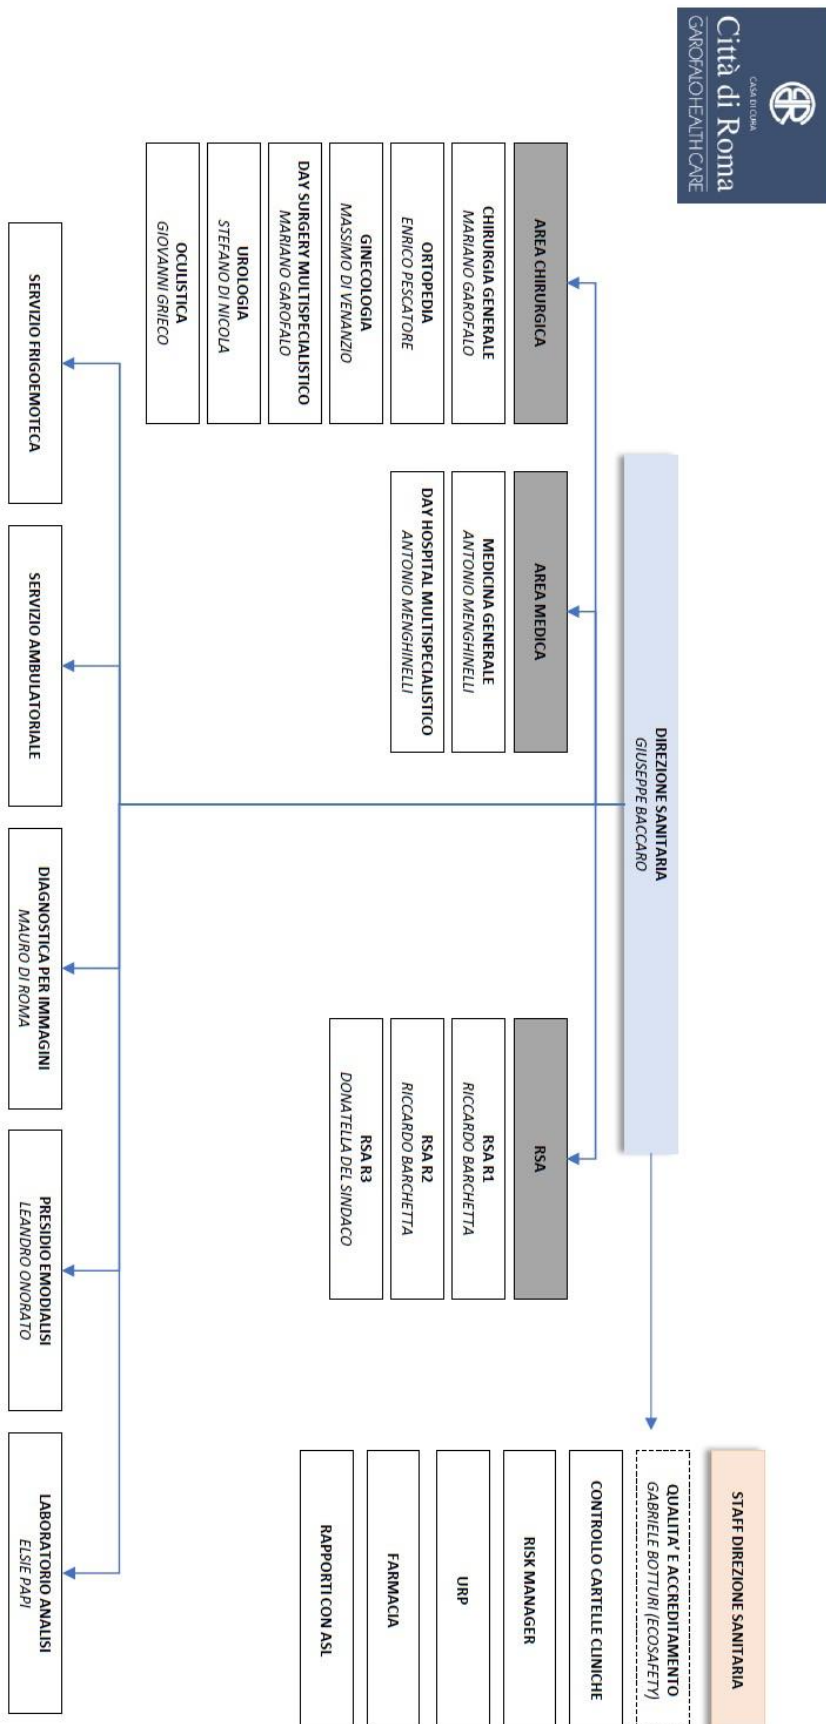 CASA DI CURA
Città di Roma
GAROFALO HEALTH CARE
DIREZIONE SANITARIA
GIUSEPPE BACCARO
STAFF DIREZIONE SANITARIA
QUALITA' E ACCREDITAMENTO
GABRIELE BOTTURI (ECOSAFETY)
CONTROLLO CARTELLE CLINICHE
RISK MANAGER
URP
FARMACIA
RAPPORTI CON ASL
AREA CHIRURGICA
CHIRURGIA GENERALE
MARIANO GAROFALO
ORTOPEDIA
ENRICO PESCATORE
GINECOLOGIA
MASSIMO DI VENANZIO
DAY SURGERY MULTISPECIALISTICO
MARIANO GAROFALO
UROLOGIA
STEFANO DI NICOLA
OCULISTICA
GIOVANNI GRIECO
AREA MEDICA
MEDICINA GENERALE
ANTONIO MENGHINELLI
DAY HOSPITAL MULTISPECIALISTICO
ANTONIO MENGHINELLI
RSA
RSA R1
RICCARDO BARCHETTA
RSA R2
RICCARDO BARCHETTA
RSA R3
DONATELLA DEL SINDACO
SERVIZIO FRIGOEMOTECA
SERVIZIO AMBULATORIALE
DIAGNOSTICA PER IMMAGINI
MAURO DI ROMA
PRESIDIO EMODIALISI
LEANDRO ONORATO
LABORATORIO ANALISI
ELSIE PAPI